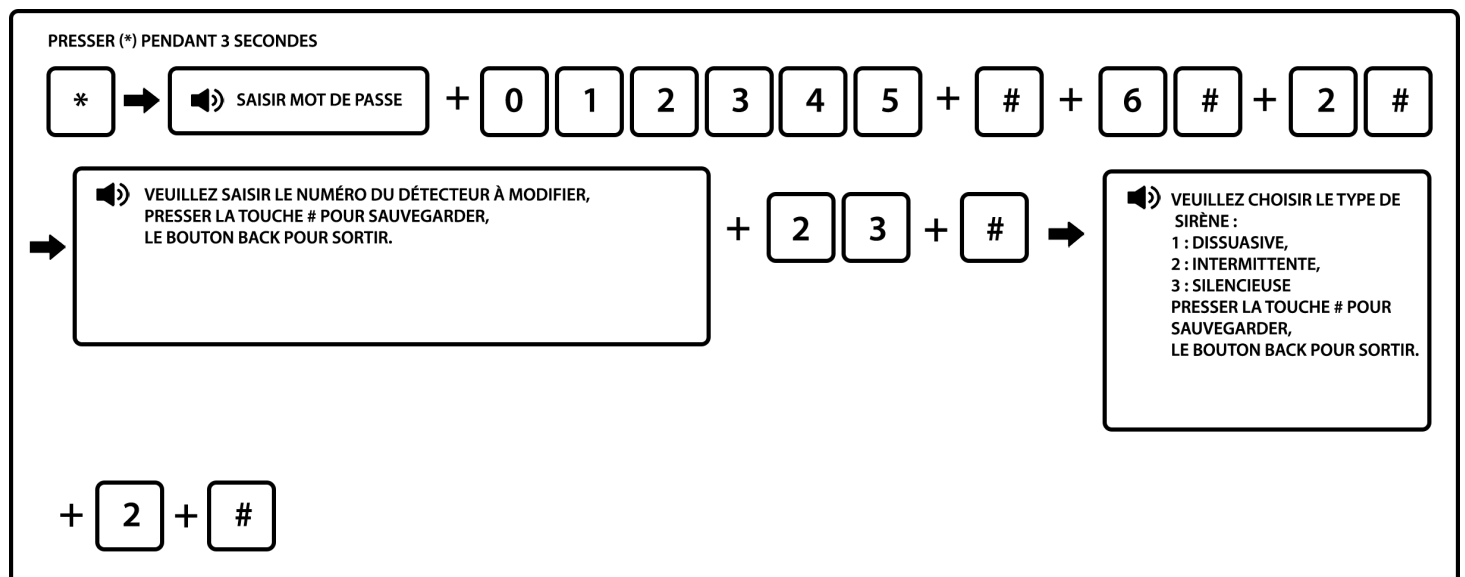 PRESSER (*) PENDANT 3 SECONDES
* SAISIR MOT DE PASSE + 0 1 2 3 4 5 + # + 6 # + 2 #
VEUILLEZ SAISIR LE NUMÉRO DU DÉTECTEUR À MODIFIER,
PRESSER LA TOUCHE # POUR SAUVEGARDER,
LE BOUTON BACK POUR SORTIR.
+ 2 3 + #
VEUILLEZ CHOISIR LE TYPE DE
SIRÈNE :
1 : DISSUASIVE,
2 : INTERMITTENTE,
3 : SILENCIEUSE
PRESSER LA TOUCHE # POUR
SAUVEGARDER,
LE BOUTON BACK POUR SORTIR.
+ 2 + #